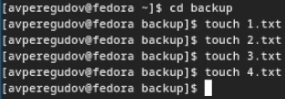 [avperegudov@fedora ~]$ cd backup
[avperegudov@fedora backup]$ touch 1.txt
[avperegudov@fedora backup]$ touch 2.txt
[avperegudov@fedora backup]$ touch 3.txt
[avperegudov@fedora backup]$ touch 4.txt
[avperegudov@fedora backup]$